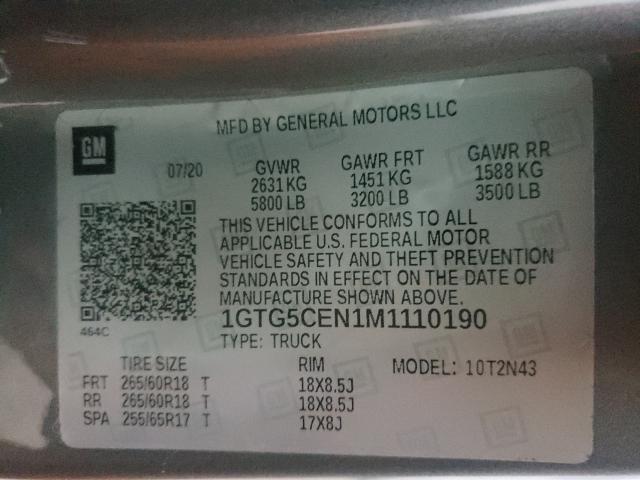 MFD BY GENERAL MOTORS LLC
GM
07/20 GVWR GAWR FRT GAWR RR
2631 KG 1451 KG 1588 KG
5800 LB 3200 LB 3500 LB
THIS VEHICLE CONFORMS TO ALL
APPLICABLE U.S. FEDERAL MOTOR
VEHICLE SAFETY AND THEFT PREVENTION
STANDARDS IN EFFECT ON THE DATE OF
MANUFACTURE SHOWN ABOVE.
464C
1GTG5CEN1M1110190
TYPE: TRUCK
TIRE SIZE RIM MODEL: 10T2N43
FRT 265/60R18 T 18X8.5J
RR 265/60R18 T 18X8.5J
SPA 255/65R17 T 17X8J